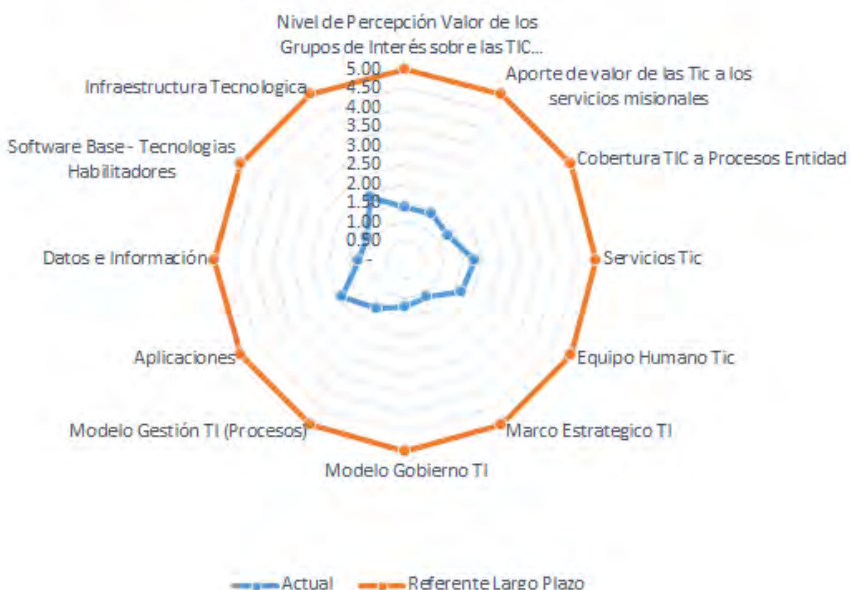 Nivel de Percepción Valor de los
Grupos de Interés sobre las TIC...
Aporte de valor de las Tic a los
servicios misionales
Cobertura TIC a Procesos Entidad
Servicios Tic
Equipo Humano Tic
Marco Estrategico TI
Modelo Gobierno TI
Modelo Gestión TI (Procesos)
Aplicaciones
Datos e Información
Software Base - Tecnologias
Habilitadores
Infraestructura Tecnologica
5.00
4.50
4.00
3.50
3.00
2.50
2.00
1.50
1.00
0.50
-
Actual
Referente Largo Plazo